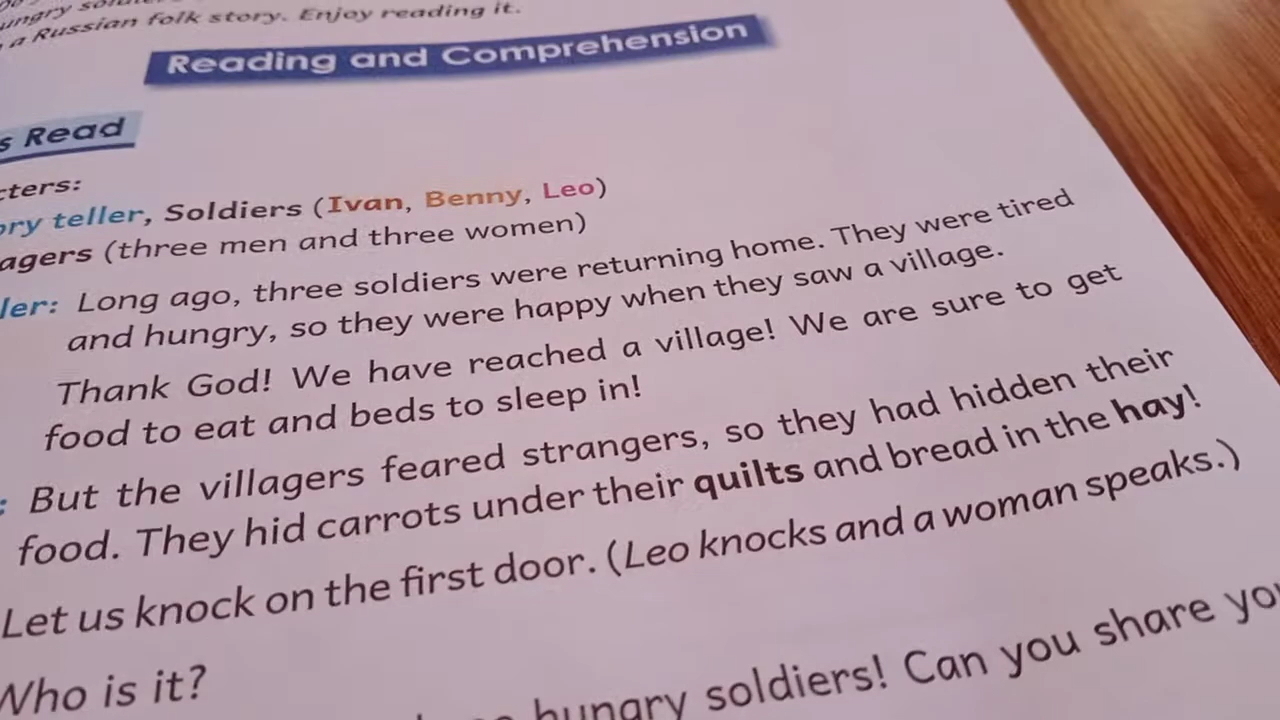 a Russian folk story. Enjoy reading it.
Reading and Comprehension
Read
Story teller, Soldiers (Ivan, Benny, Leo)
(three men and three women)
Long ago, three soldiers were returning home. They were tired
and hungry, so they were happy when they saw a village.
Thank God! We have reached a village! We are sure to get
food to eat and beds to sleep in!
But the villagers feared strangers, so they had hidden their
food. They hid carrots under their quilts and bread in the hay!
Let us knock on the first door. (Leo knocks and a woman speaks.)
Who is it?
hungry soldiers! Can you share